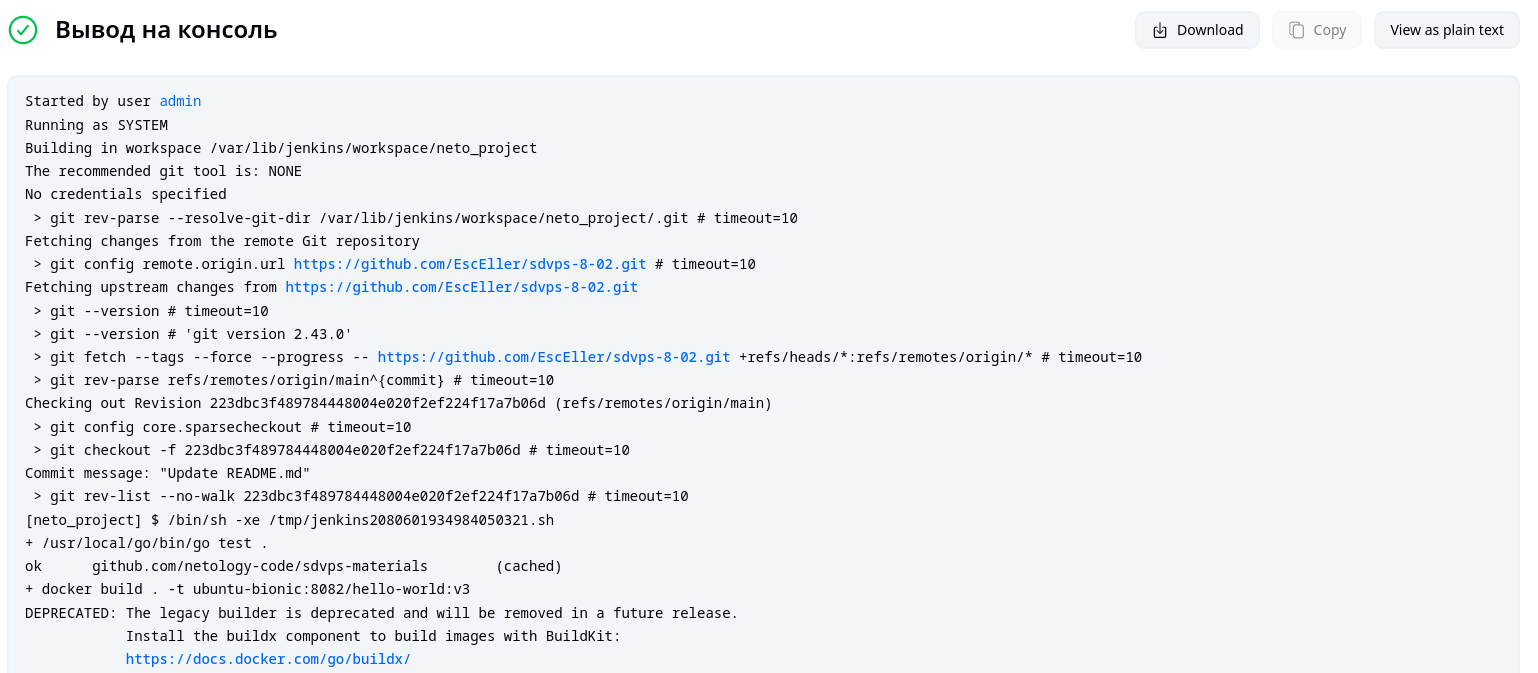 Вывод на консоль
Download
Copy
View as plain text
Started by user admin
Running as SYSTEM
Building in workspace /var/lib/jenkins/workspace/neto_project
The recommended git tool is: NONE
No credentials specified
 > git rev-parse --resolve-git-dir /var/lib/jenkins/workspace/neto_project/.git # timeout=10
Fetching changes from the remote Git repository
 > git config remote.origin.url https://github.com/EscEller/sdvps-8-02.git # timeout=10
Fetching upstream changes from https://github.com/EscEller/sdvps-8-02.git
 > git --version # timeout=10
 > git --version # 'git version 2.43.0'
 > git fetch --tags --force --progress -- https://github.com/EscEller/sdvps-8-02.git +refs/heads/*:refs/remotes/origin/* # timeout=10
 > git rev-parse refs/remotes/origin/main^{commit} # timeout=10
Checking out Revision 223dbc3f489784448004e020f2ef224f17a7b06d (refs/remotes/origin/main)
 > git config core.sparsecheckout # timeout=10
 > git checkout -f 223dbc3f489784448004e020f2ef224f17a7b06d # timeout=10
Commit message: "Update README.md"
 > git rev-list --no-walk 223dbc3f489784448004e020f2ef224f17a7b06d # timeout=10
[neto_project] $ /bin/sh -xe /tmp/jenkins2080601934984050321.sh
+ /usr/local/go/bin/go test .
ok      github.com/netology-code/sdvps-materials        (cached)
+ docker build . -t ubuntu-bionic:8082/hello-world:v3
DEPRECATED: The legacy builder is deprecated and will be removed in a future release.
            Install the buildx component to build images with BuildKit:
            https://docs.docker.com/go/buildx/